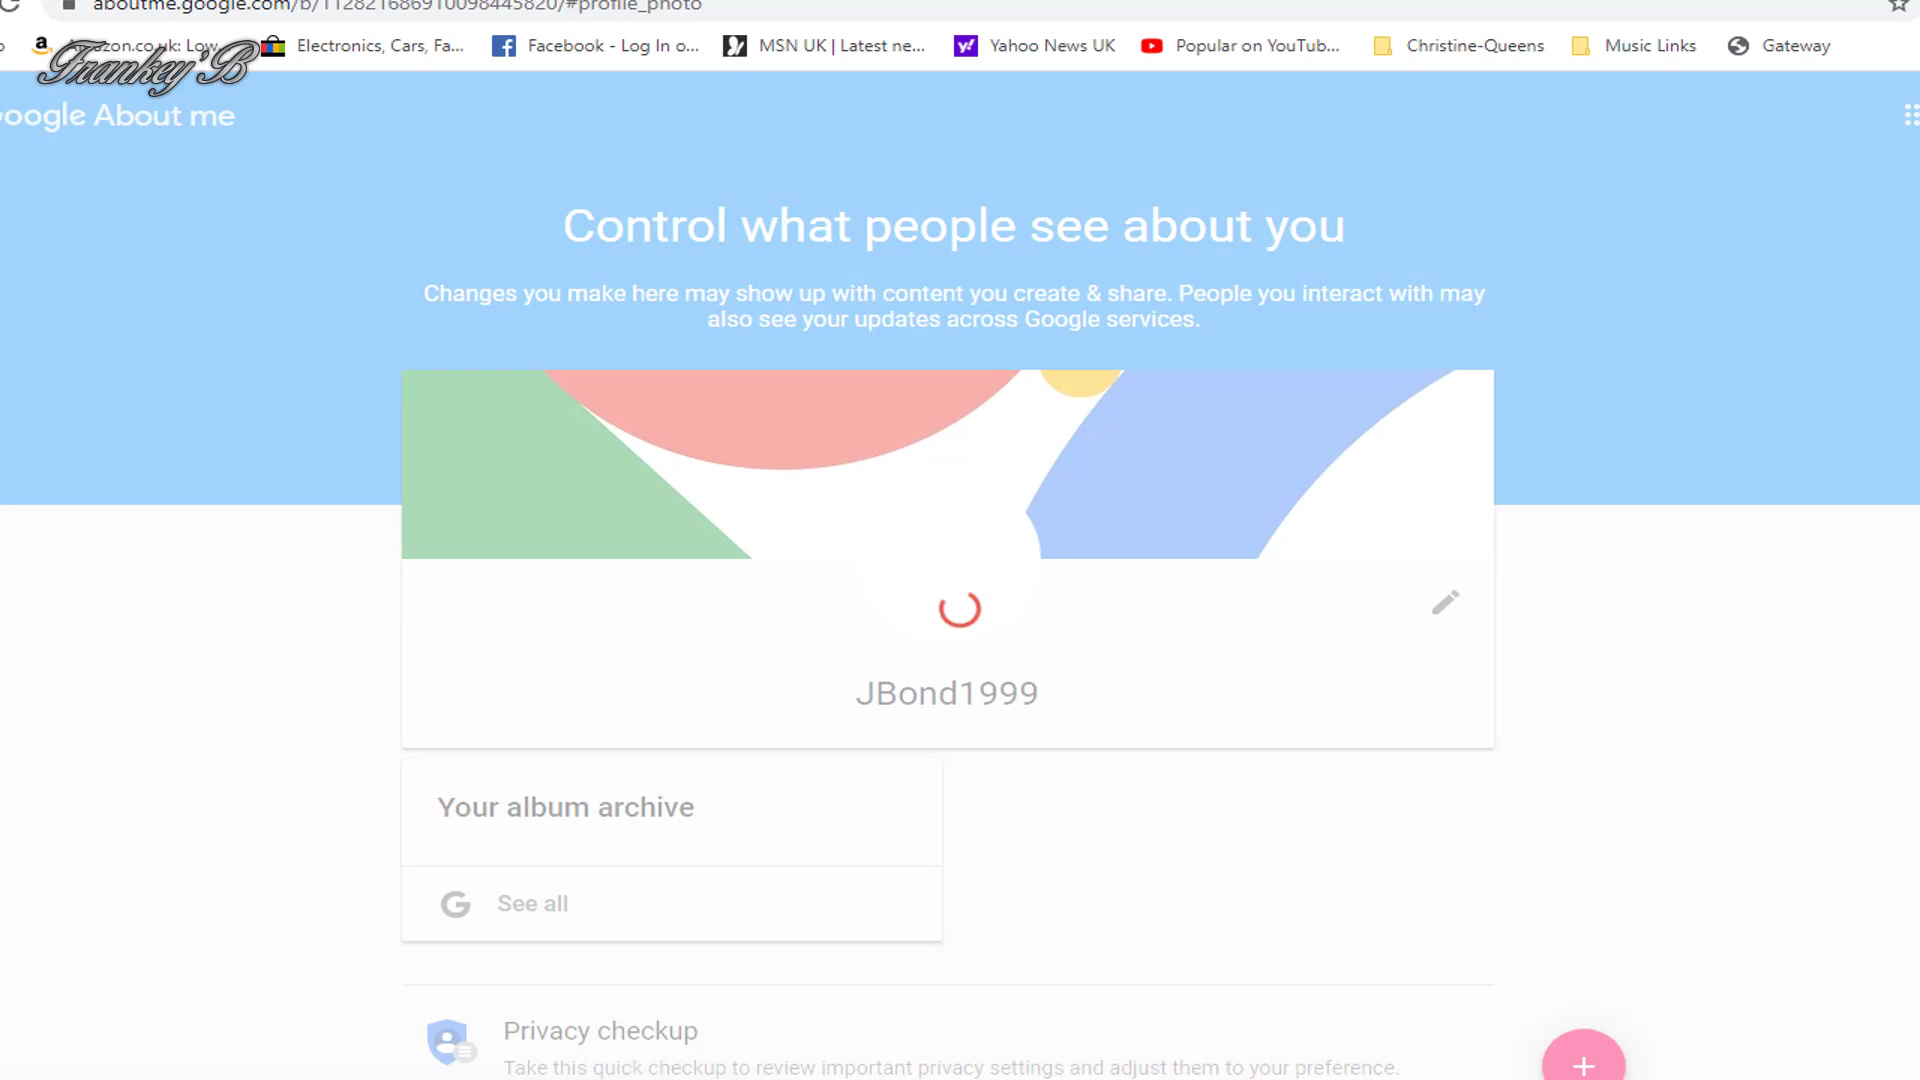 aboutme.google.com/b/112821686910098445820/#profile_photo
Amazon.co.uk: Low... Electronics, Cars, Fa... Facebook - Log In o... MSN UK | Latest ne... Yahoo News UK Popular on YouTub... Christine-Queens Music Links Gateway
Frankey'B
oogle About me
Control what people see about you
Changes you make here may show up with content you create & share. People you interact with may
also see your updates across Google services.
JBond1999
Your album archive
See all
Privacy checkup
Take this quick checkup to review important privacy settings and adjust them to your preference.